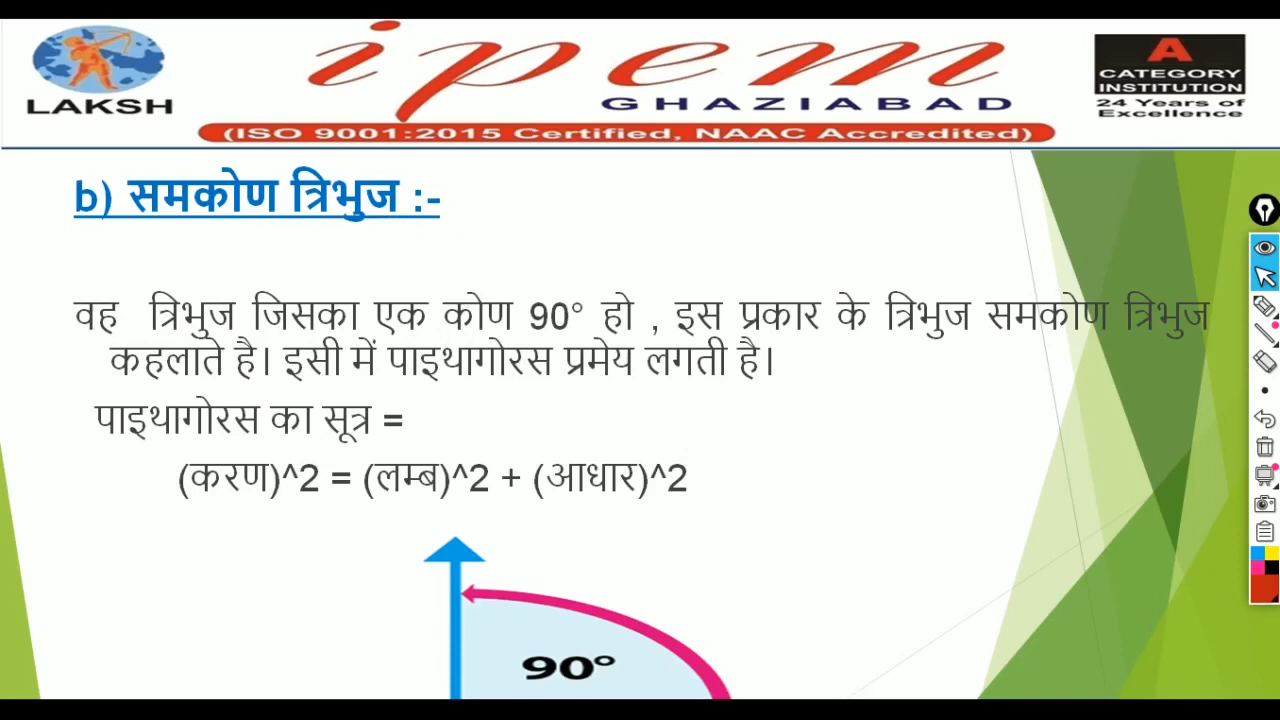 LAKSH
ipem
GHAZIABAD
(ISO 9001:2015 Certified, NAAC Accredited)
A
CATEGORY
INSTITUTION
24 Years of
Excellence
b) समकोण त्रिभुज :-
वह त्रिभुज जिसका एक कोण 90° हो , इस प्रकार के त्रिभुज समकोण त्रिभुज
कहलाते है। इसी में पाइथागोरस प्रमेय लगती है।
पाइथागोरस का सूत्र =
(करण)^2 = (लम्ब)^2 + (आधार)^2
90°